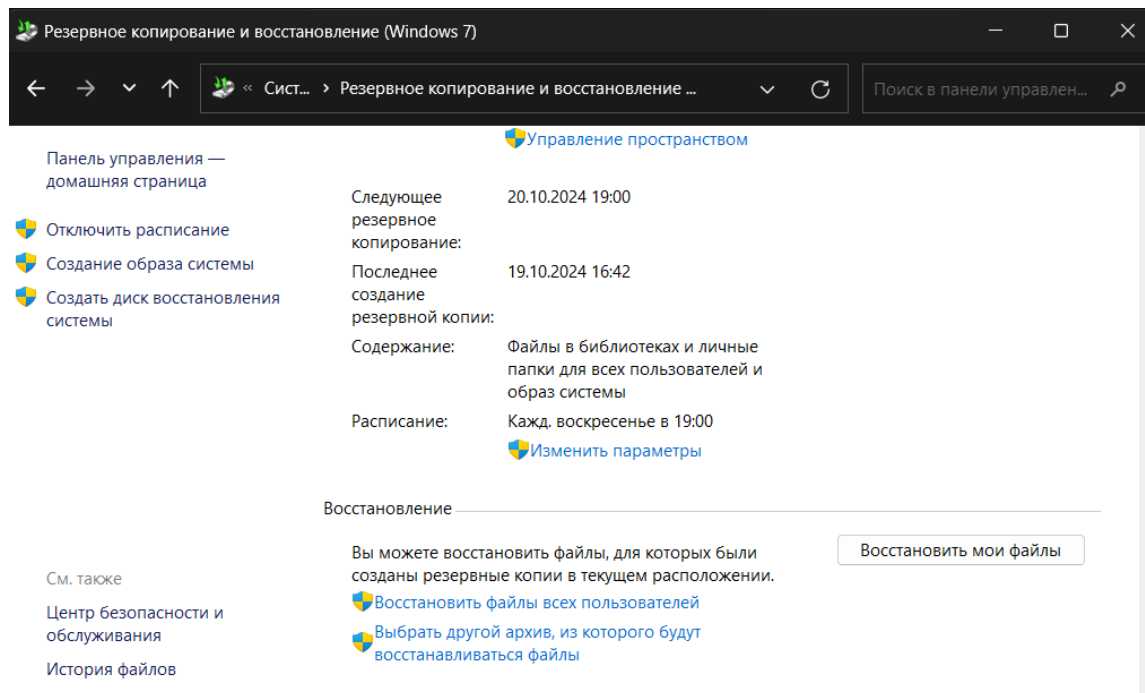 Резервное копирование и восстановление (Windows 7)
« Сист... › Резервное копирование и восстановление ...
Поиск в панели управлен...
Панель управления —
домашняя страница
Отключить расписание
Создание образа системы
Создать диск восстановления
системы
Управление пространством
Следующее
резервное
копирование:
20.10.2024 19:00
Последнее
создание
резервной копии:
19.10.2024 16:42
Содержание:
Файлы в библиотеках и личные
папки для всех пользователей и
образ системы
Расписание:
Кажд. воскресенье в 19:00
Изменить параметры
Восстановление
Вы можете восстановить файлы, для которых были
созданы резервные копии в текущем расположении.
Восстановить мои файлы
Восстановить файлы всех пользователей
Выбрать другой архив, из которого будут
восстанавливаться файлы
См. также
Центр безопасности и
обслуживания
История файлов